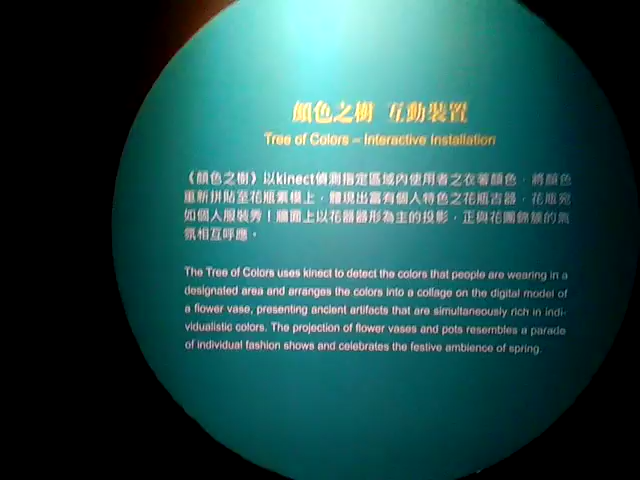 顏色之樹 互動裝置
Tree of Colors – Interactive Installation
《顏色之樹》以kinect偵測指定區域內使用者之衣著顏色，將顏色
重新拼貼至花瓶素模上，體現出富有個人特色之花瓶古器，花瓶宛
如個人服裝秀！牆面上以花器器形為主的投影，正與花團錦簇的氣
氛相互呼應。
The Tree of Colors uses kinect to detect the colors that people are wearing in a
designated area and arranges the colors into a collage on the digital model of
a flower vase, presenting ancient artifacts that are simultaneously rich in indi-
vidualistic colors. The projection of flower vases and pots resembles a parade
of individual fashion shows and celebrates the festive ambience of spring.